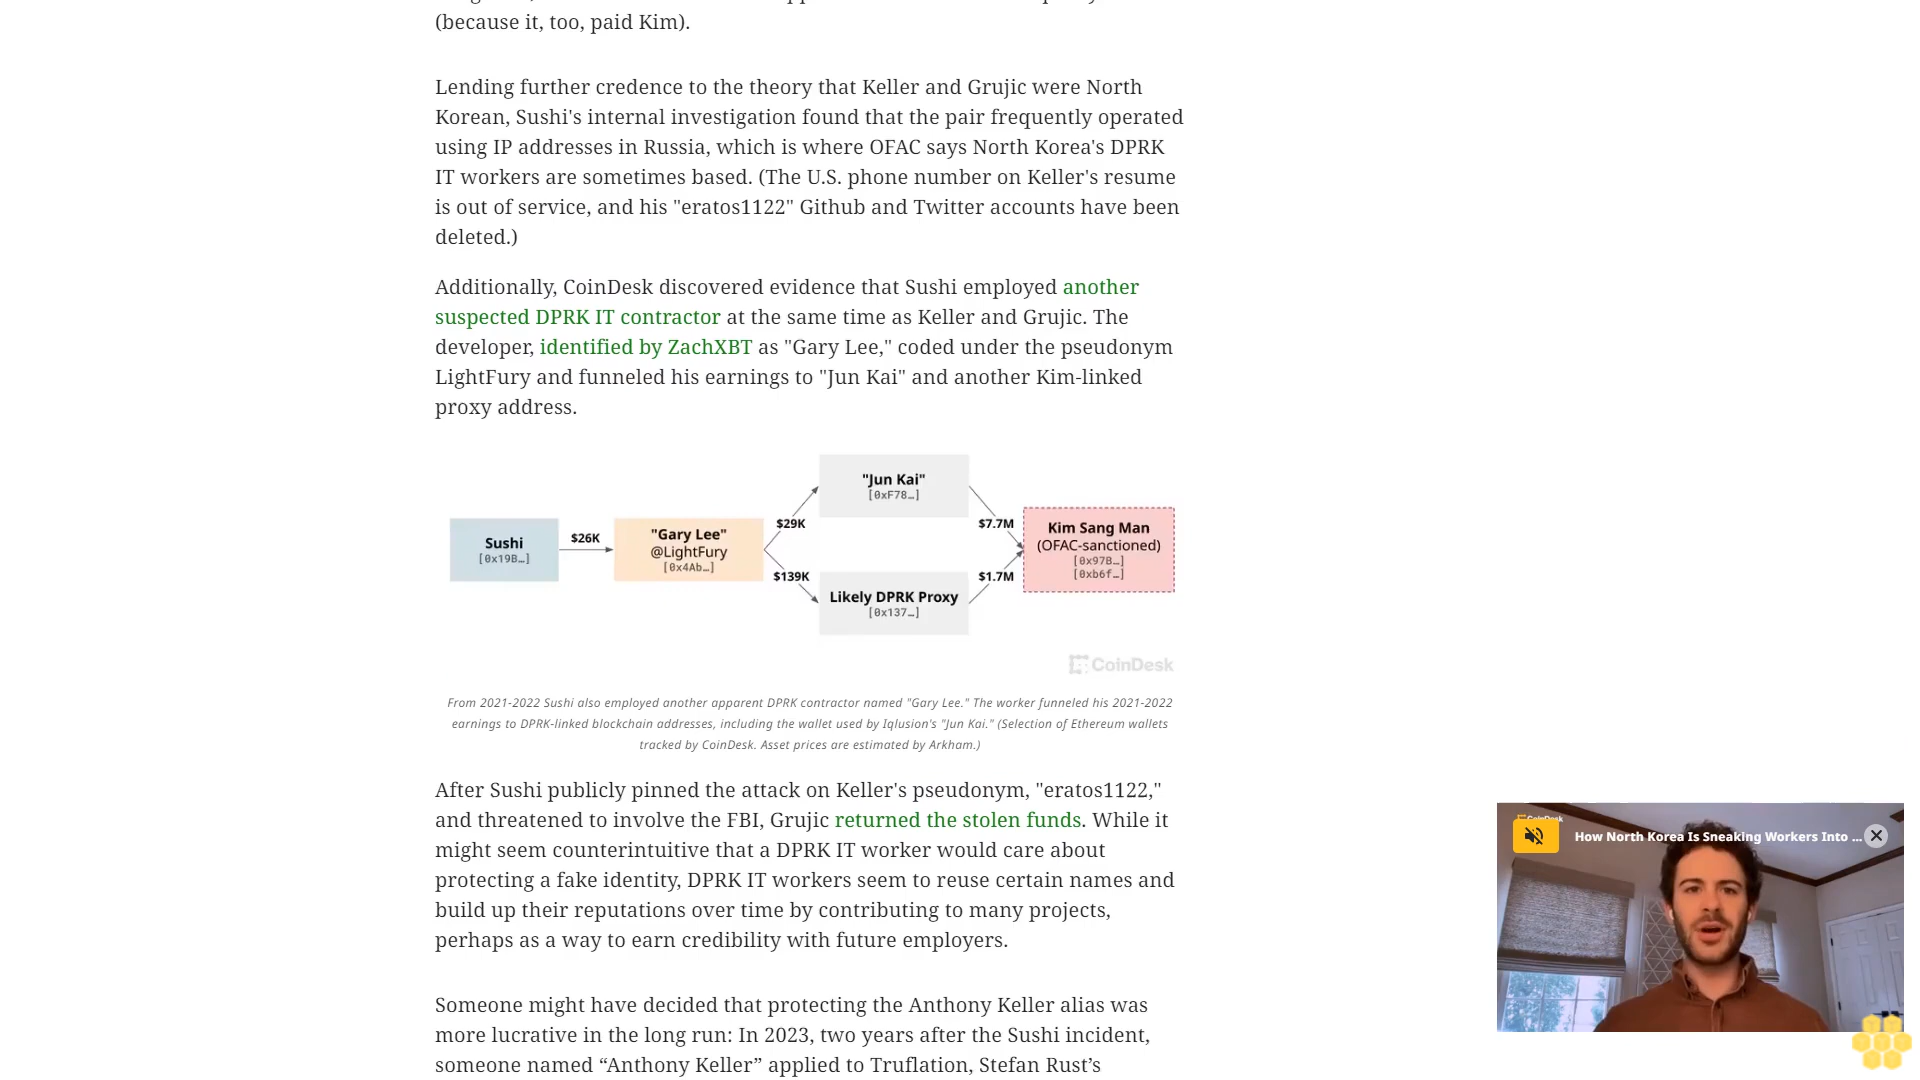 (because it, too, paid Kim).
Lending further credence to the theory that Keller and Grujic were North
Korean, Sushi's internal investigation found that the pair frequently operated
using IP addresses in Russia, which is where OFAC says North Korea's DPRK
IT workers are sometimes based. (The U.S. phone number on Keller's resume
is out of service, and his "eratos1122" Github and Twitter accounts have been
deleted.)
Additionally, CoinDesk discovered evidence that Sushi employed another
suspected DPRK IT contractor at the same time as Keller and Grujic. The
developer, identified by ZachXBT as "Gary Lee," coded under the pseudonym
LightFury and funneled his earnings to "Jun Kai" and another Kim-linked
proxy address.
Sushi
[0x19B…]
$26K
"Gary Lee"
@LightFury
[0x4Ab…]
$29K
$139K
"Jun Kai"
[0xF78…]
Likely DPRK Proxy
[0x137…]
$7.7M
$1.7M
Kim Sang Man
(OFAC-sanctioned)
[0x97B…]
[0xb6f…]
CoinDesk
From 2021-2022 Sushi also employed another apparent DPRK contractor named "Gary Lee." The worker funneled his 2021-2022
earnings to DPRK-linked blockchain addresses, including the wallet used by Iqlusion's "Jun Kai." (Selection of Ethereum wallets
tracked by CoinDesk. Asset prices are estimated by Arkham.)
After Sushi publicly pinned the attack on Keller's pseudonym, "eratos1122,"
and threatened to involve the FBI, Grujic returned the stolen funds. While it
might seem counterintuitive that a DPRK IT worker would care about
protecting a fake identity, DPRK IT workers seem to reuse certain names and
build up their reputations over time by contributing to many projects,
perhaps as a way to earn credibility with future employers.
Someone might have decided that protecting the Anthony Keller alias was
more lucrative in the long run: In 2023, two years after the Sushi incident,
someone named “Anthony Keller” applied to Truflation, Stefan Rust’s
CoinDesk
How North Korea Is Sneaking Workers Into ...